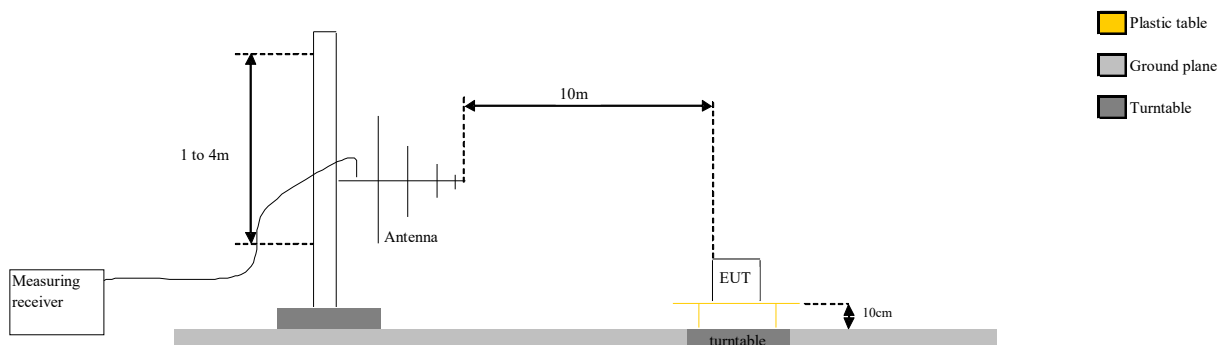 Plastic table
Ground plane
Turntable
10m
1 to 4m
Antenna
Measuring
receiver
EUT
10cm
turntable